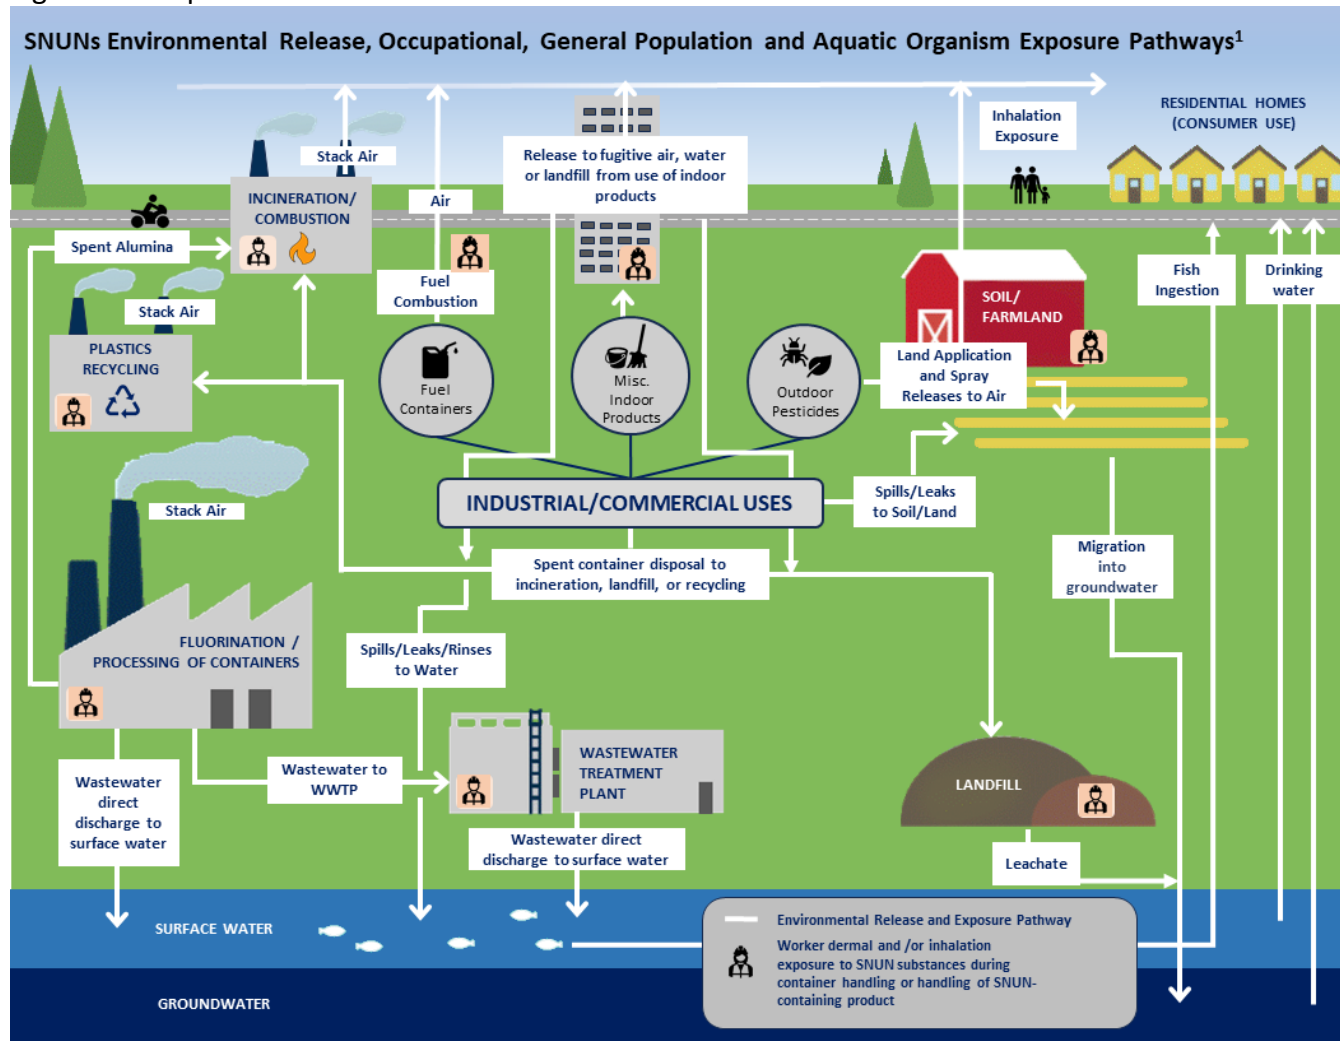 SNUNs Environmental Release, Occupational, General Population and Aquatic Organism Exposure Pathways1
RESIDENTIAL HOMES
(CONSUMER USE)
Inhalation
Exposure
Stack Air
Release to fugitive air, water
or landfill from use of indoor
products
INCINERATION/
COMBUSTION
Air
Spent Alumina
Fuel
Combustion
Fish
Ingestion
Drinking
water
Stack Air
SOIL/
FARMLAND
PLASTICS
RECYCLING
Fuel
Containers
Misc.
Indoor
Products
Outdoor
Pesticides
Land Application
and Spray
Releases to Air
INDUSTRIAL/COMMERCIAL USES
Spills/Leaks
to Soil/Land
Stack Air
Spent container disposal to
incineration, landfill, or recycling
Migration
into
groundwater
FLUORINATION /
PROCESSING OF CONTAINERS
Spills/Leaks/Rinses
to Water
Wastewater
direct
discharge to
surface water
Wastewater to
WWTP
WASTEWATER
TREATMENT
PLANT
Wastewater direct
discharge to surface water
LANDFILL
Leachate
SURFACE WATER
GROUNDWATER
Environmental Release and Exposure Pathway
Worker dermal and /or inhalation
exposure to SNUN substances during
container handling or handling of SNUN-
containing product